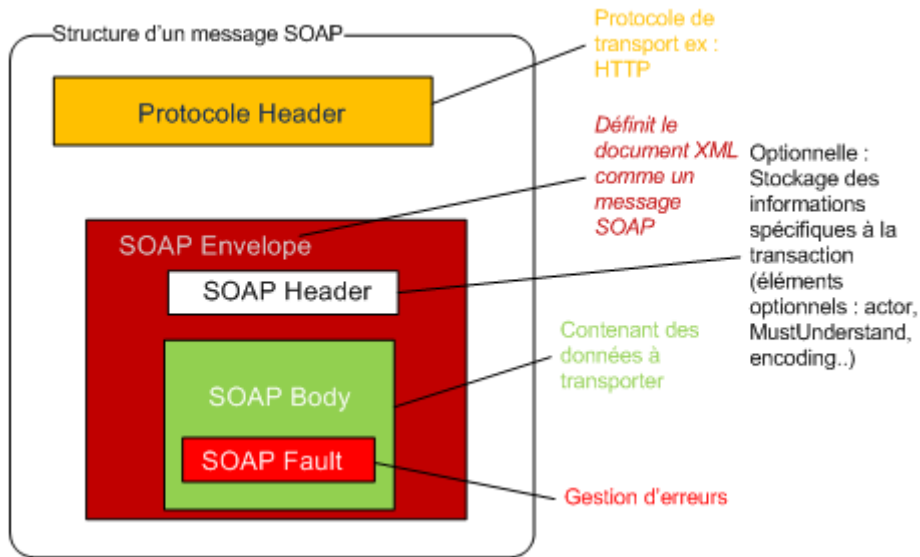 Structure d'un message SOAP
Protocole de
transport ex :
HTTP
Protocole Header
Définit le
document XML
comme un
message
SOAP
Optionnelle :
Stockage des
informations
spécifiques à la
transaction
(éléments
optionnels : actor,
MustUnderstand,
encoding..)
SOAP Envelope
SOAP Header
Contenant des
données à
transporter
SOAP Body
SOAP Fault
Gestion d'erreurs